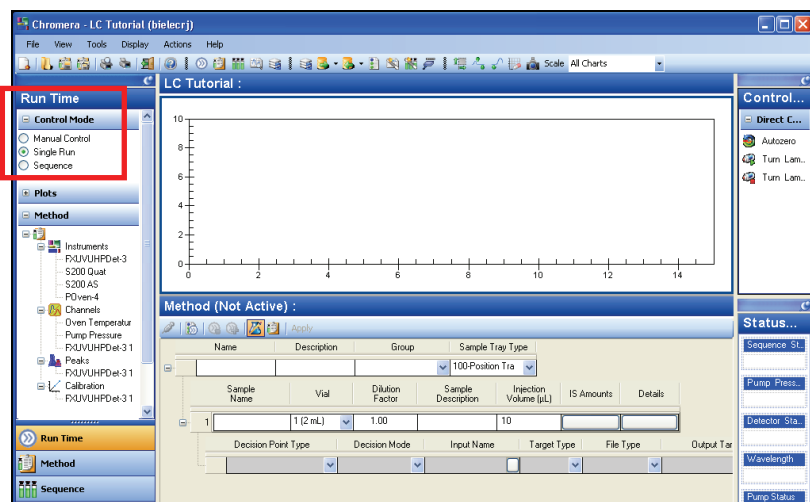 Chromera - LC Tutorial (bielecrj)
File View Tools Display Actions Help
Scale All Charts
Run Time
Control Mode
Manual Control
Single Run
Sequence
Plots
Method
Instruments
FXUVUHPDet-3
S200 Quat
S200 AS
POven-4
Channels
Oven Temperatur
Pump Pressure
FXUVUHPDet-3 1
Peaks
FXUVUHPDet-3 1
Calibration
FXUVUHPDet-3 1
Run Time
Method
Sequence
LC Tutorial :
10
8
6
4
2
0
0 2 4 6 8 10 12 14
Method (Not Active) :
Apply
Name Description Group Sample Tray Type
100-Position Tra
Sample Name Vial Dilution Factor Sample Description Injection Volume (µL) IS Amounts Details
1 1 (2 mL) 1.00 10
Decision Point Type Decision Mode Input Name Target Type File Type Output Tar
Control...
Direct C...
Autozero
Turn Lam..
Turn Lam..
Status...
Sequence St..
Pump Press..
Detector Sta..
Wavelength
Pump Status